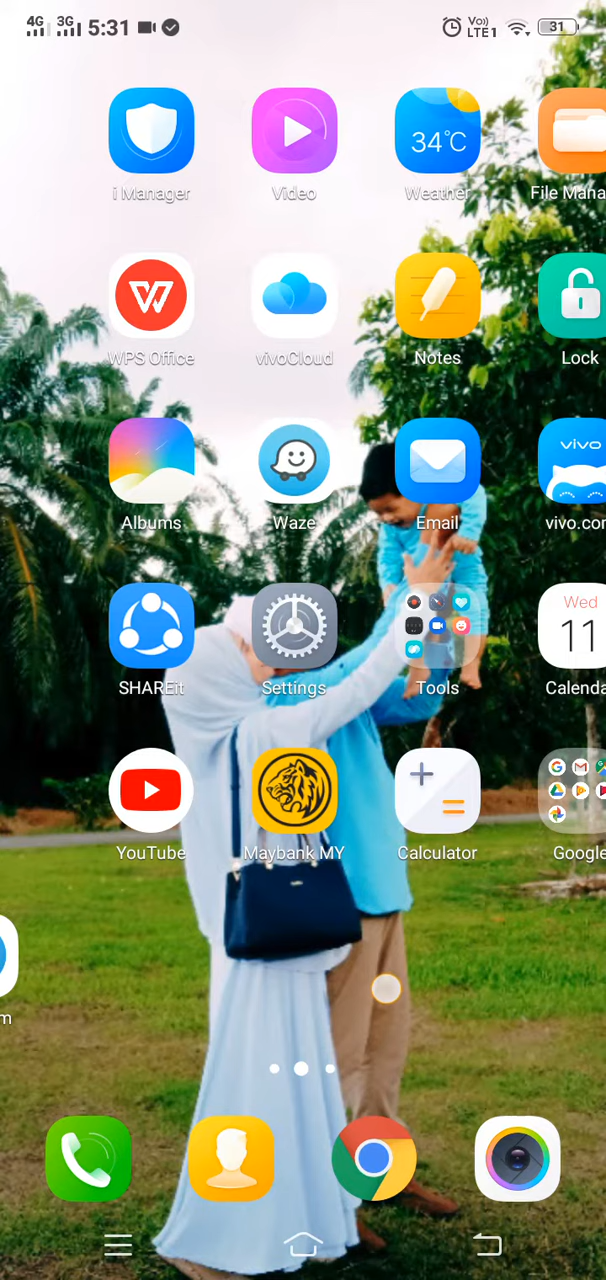 4G 3G 5:31 Vo)) LTE1 31
34°C
i Manager Video Weather File Mana
WPS Office vivoCloud Notes Lock
vivo
Albums Waze Email vivo.con
Wed
11
SHAREit Settings Tools Calenda
YouTube Maybank MY Calculator Google
m